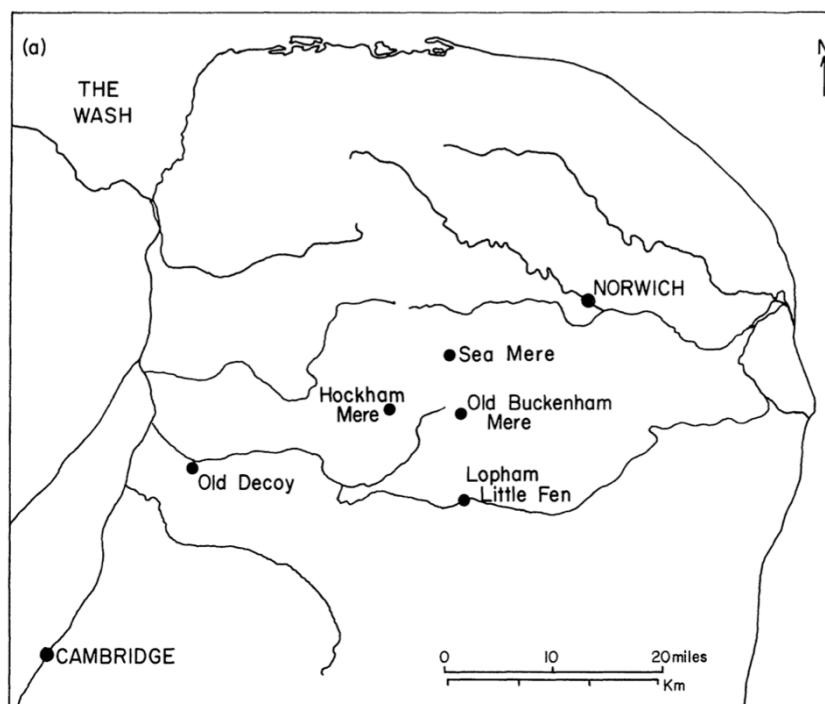 (a)
N
THE
WASH
NORWICH
Sea Mere
Hockham
Mere
Old Buckenham
Mere
Old Decoy
Lopham
Little Fen
CAMBRIDGE
0 10 20 miles
Km